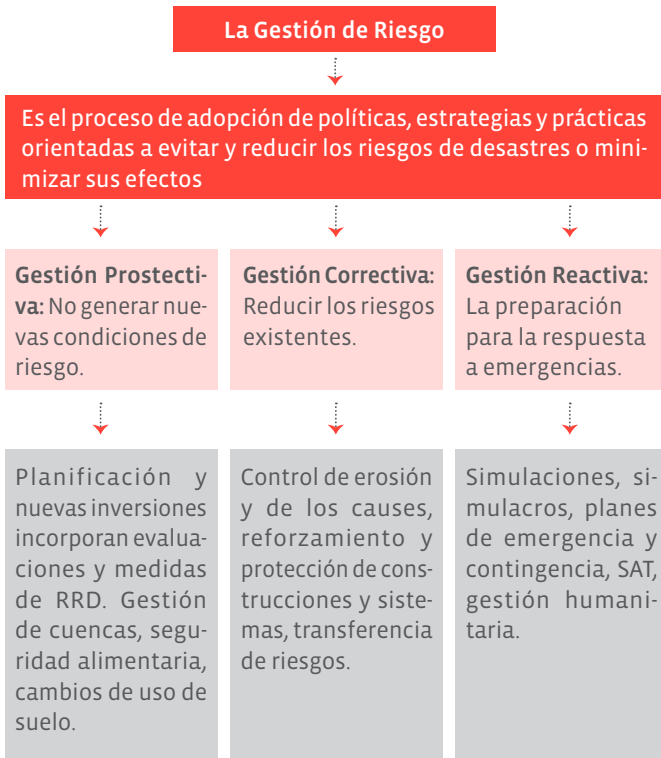 La Gestión de Riesgo
Es el proceso de adopción de políticas, estrategias y prácticas
orientadas a evitar y reducir los riesgos de desastres o mini-
mizar sus efectos
Gestión Prostecti-
va: No generar nue-
vas condiciones de
riesgo.
Gestión Correctiva:
Reducir los riesgos
existentes.
Gestión Reactiva:
La preparación
para la respuesta
a emergencias.
Planificación y
nuevas inversiones
incorporan evalua-
ciones y medidas
de RRD. Gestión
de cuencas, segu-
ridad alimentaria,
cambios de uso de
suelo.
Control de erosión
y de los causes,
reforzamiento y
protección de cons-
trucciones y siste-
mas, transferencia
de riesgos.
Simulaciones, si-
mulacros, planes
de emergencia y
contingencia, SAT,
gestión humani-
taria.